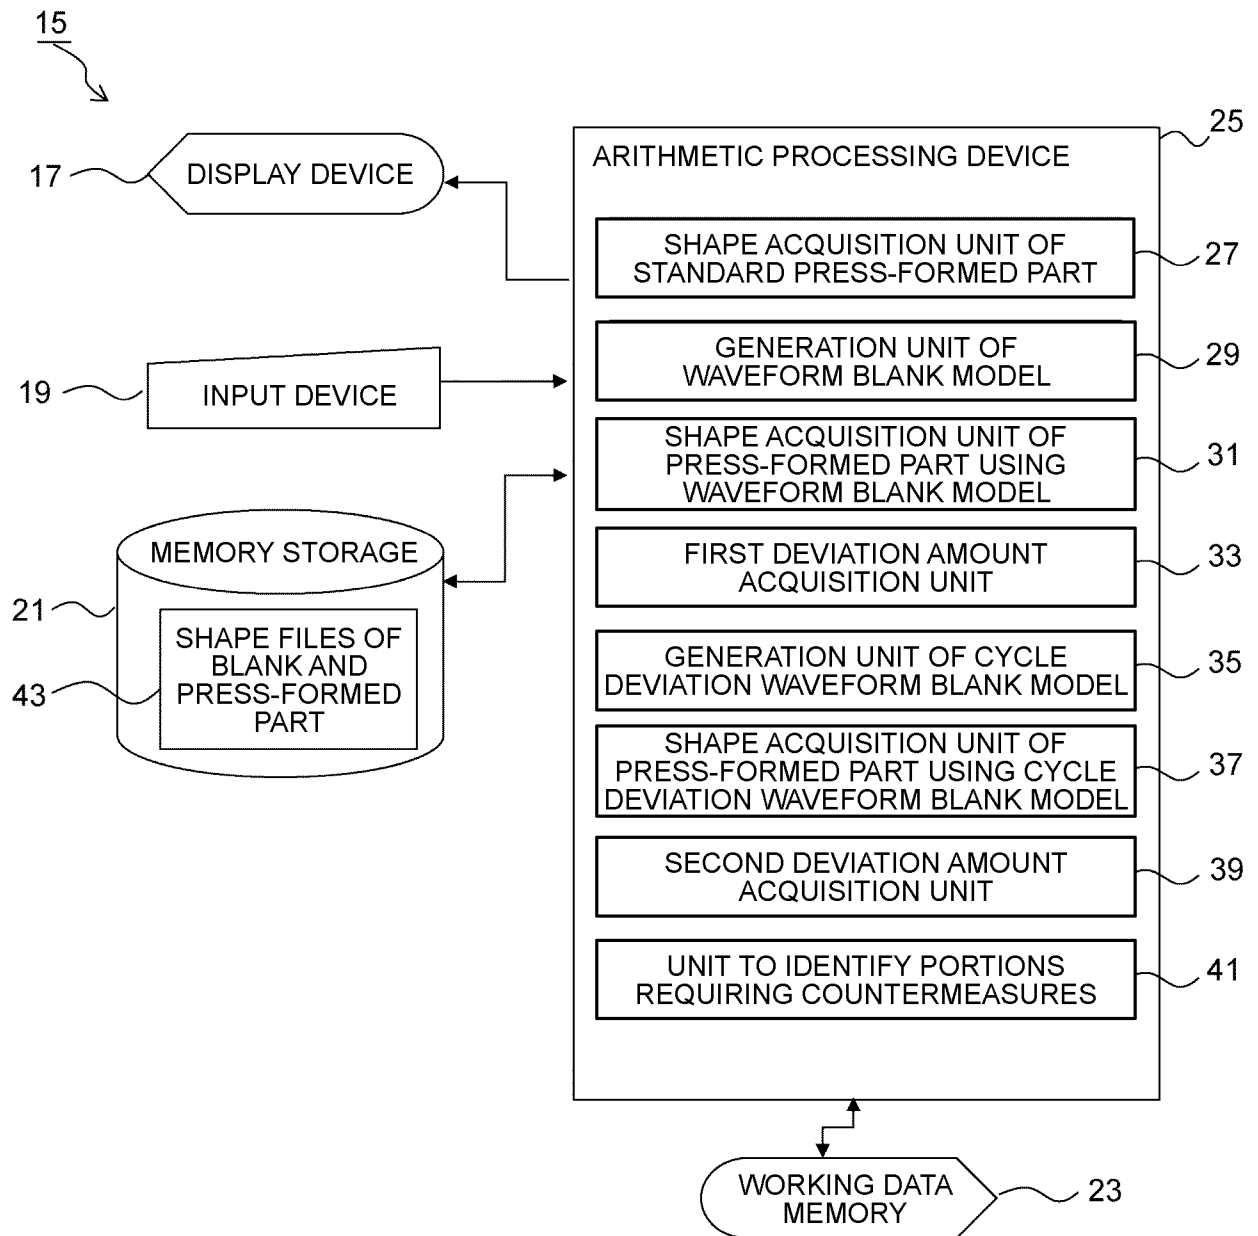 15
25
ARITHMETIC PROCESSING DEVICE
17
DISPLAY DEVICE
SHAPE ACQUISITION UNIT OF
STANDARD PRESS-FORMED PART
27
GENERATION UNIT OF
WAVEFORM BLANK MODEL
29
19
INPUT DEVICE
SHAPE ACQUISITION UNIT OF
PRESS-FORMED PART USING
WAVEFORM BLANK MODEL
31
MEMORY STORAGE
21
SHAPE FILES OF
BLANK AND
PRESS-FORMED
PART
43
FIRST DEVIATION AMOUNT
ACQUISITION UNIT
33
GENERATION UNIT OF CYCLE
DEVIATION WAVEFORM BLANK MODEL
35
SHAPE ACQUISITION UNIT OF
PRESS-FORMED PART USING CYCLE
DEVIATION WAVEFORM BLANK MODEL
37
SECOND DEVIATION AMOUNT
ACQUISITION UNIT
39
UNIT TO IDENTIFY PORTIONS
REQUIRING COUNTERMEASURES
41
WORKING DATA
MEMORY
23